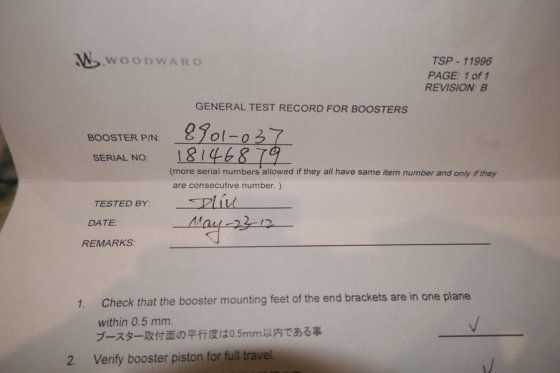 WOODWARD
TSP - 11996
PAGE: 1 of 1
REVISION: B
GENERAL TEST RECORD FOR BOOSTERS
BOOSTER P/N: 8901-037
SERIAL NO: 18146879
(more serial numbers allowed if they all have same item number and only if they
are consecutive number. )
TESTED BY:
DATE: May-23-12
REMARKS:
1. Check that the booster mounting feet of the end brackets are in one plane
within 0.5 mm. √
ブースター取付面の平行度は0.5mm以内である事
2. Verify booster piston for full travel. √